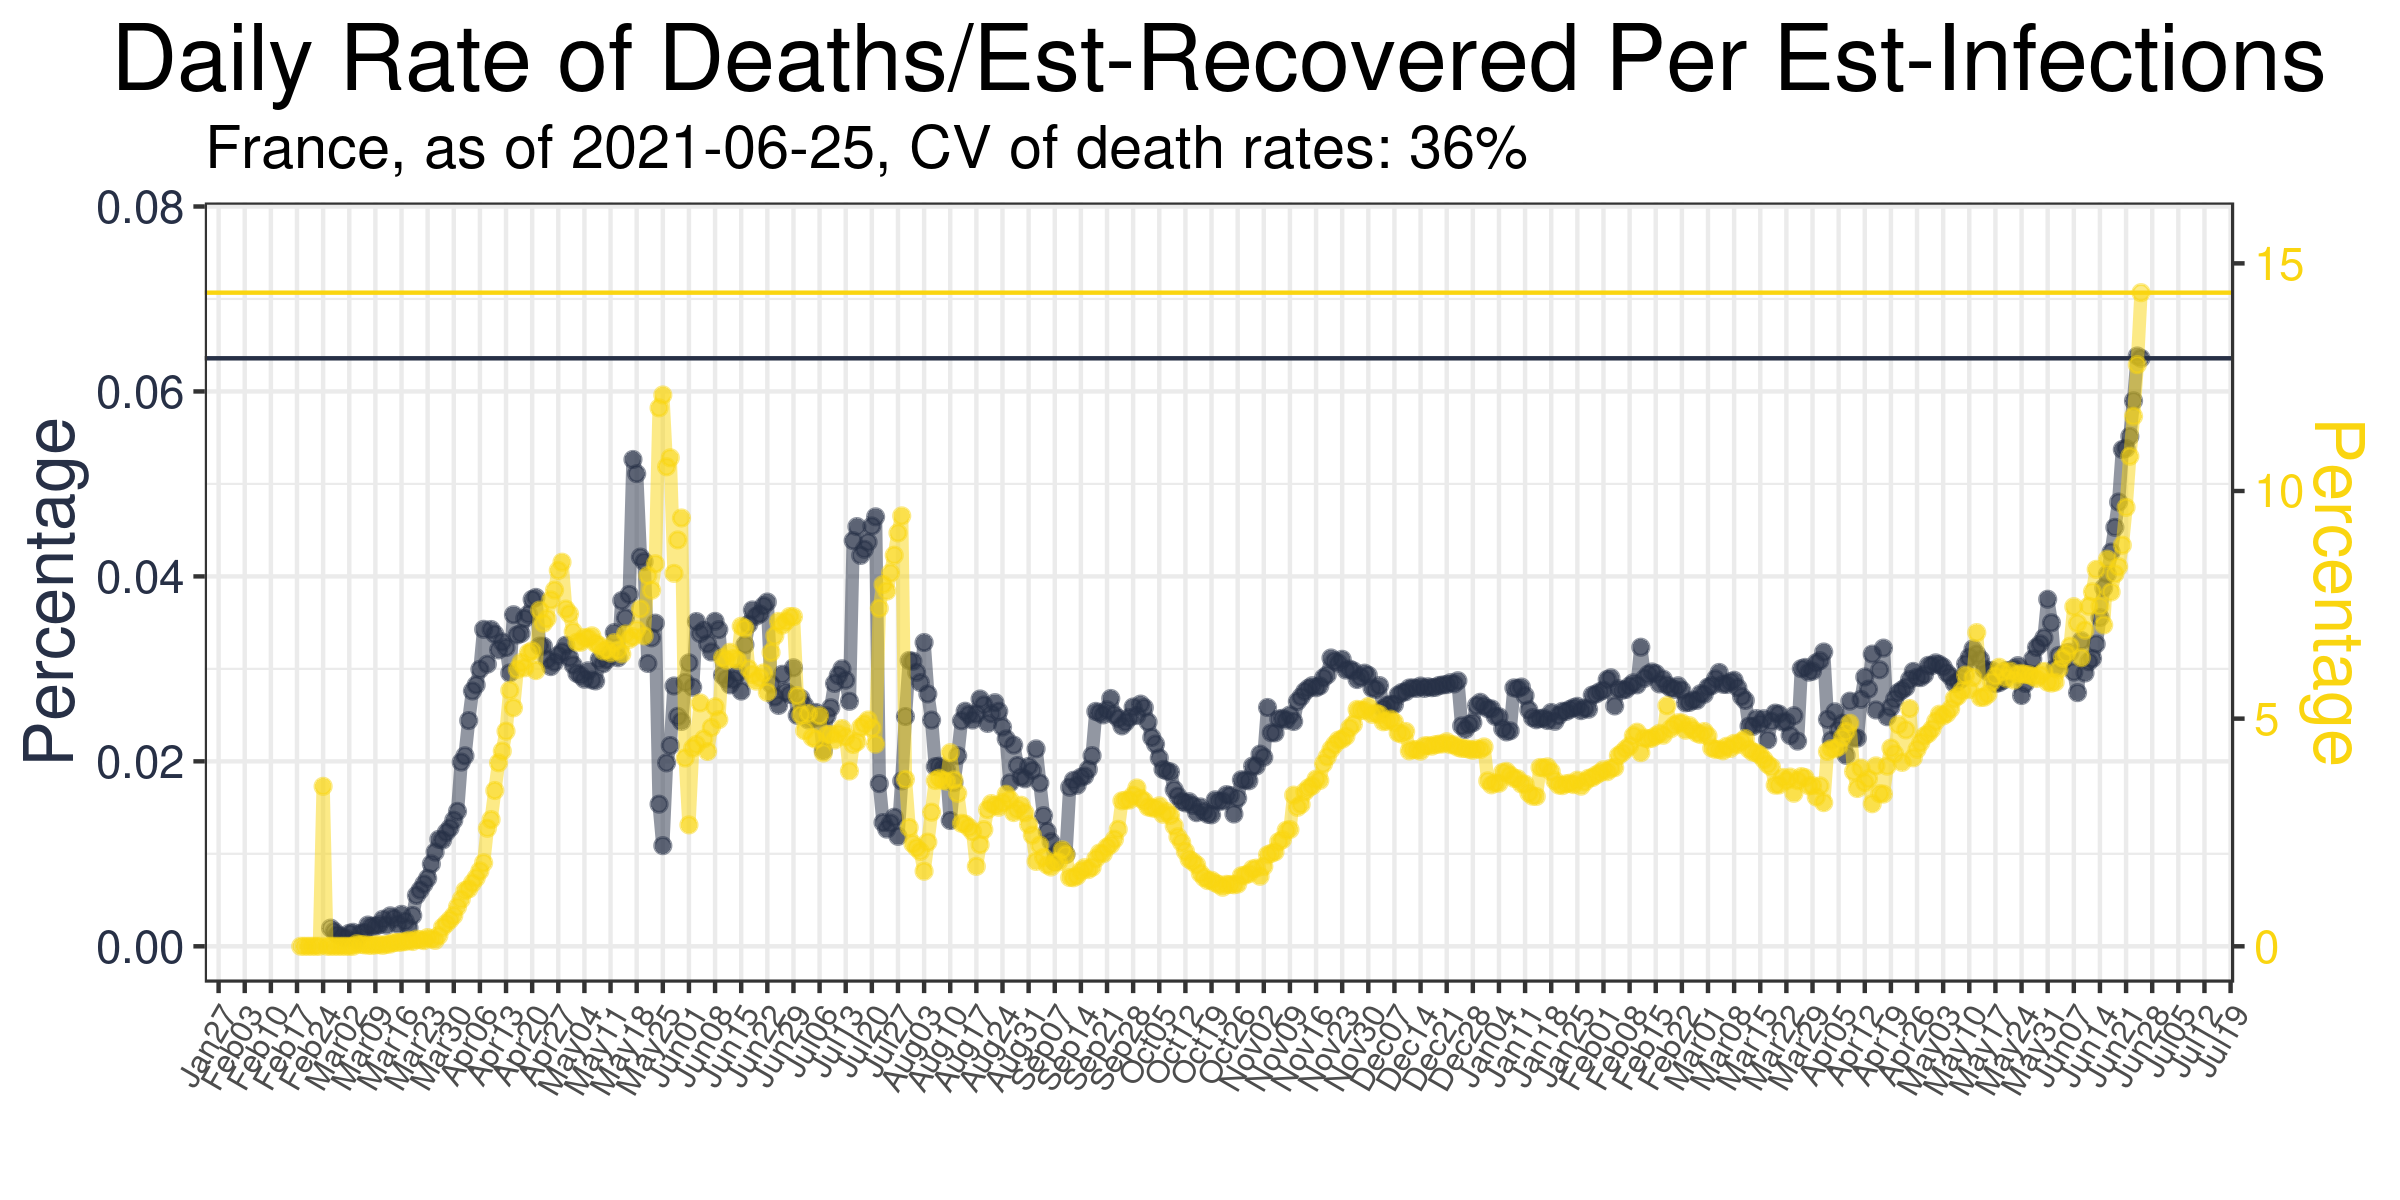 Daily Rate of Deaths/Est-Recovered Per Est-Infections
France, as of 2021-06-25, CV of death rates: 36%
Percentage
0.08
0.06
0.04
0.02
0.00
15
10
5
0
Percentage
Jan27
Feb03
Feb10
Feb17
Feb24
Mar02
Mar09
Mar16
Mar23
Mar30
Apr06
Apr13
Apr20
Apr27
May04
May11
May18
May25
Jun01
Jun08
Jun15
Jun22
Jun29
Jul06
Jul13
Jul20
Jul27
Aug03
Aug10
Aug17
Aug24
Aug31
Sep07
Sep14
Sep21
Sep28
Oct05
Oct12
Oct19
Oct26
Nov02
Nov09
Nov16
Nov23
Nov30
Dec07
Dec14
Dec21
Dec28
Jan04
Jan11
Jan18
Jan25
Feb01
Feb08
Feb15
Feb22
Mar01
Mar08
Mar15
Mar22
Mar29
Apr05
Apr12
Apr19
Apr26
May03
May10
May17
May24
May31
Jun07
Jun14
Jun21
Jun28
Jul05
Jul12
Jul19